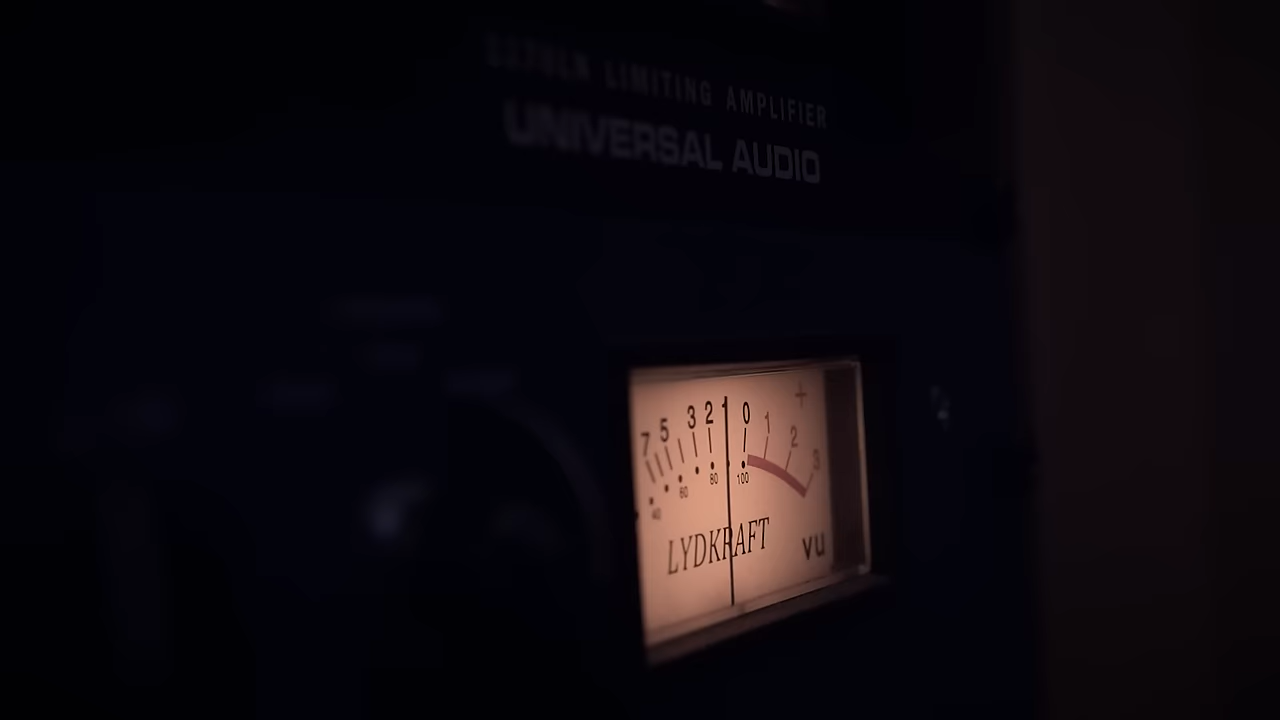 LIMITING AMPLIFIER
UNIVERSAL AUDIO
7 5 3 2 1 0 1 2 3 +
40 60 80 100
LYDKRAFT
vu